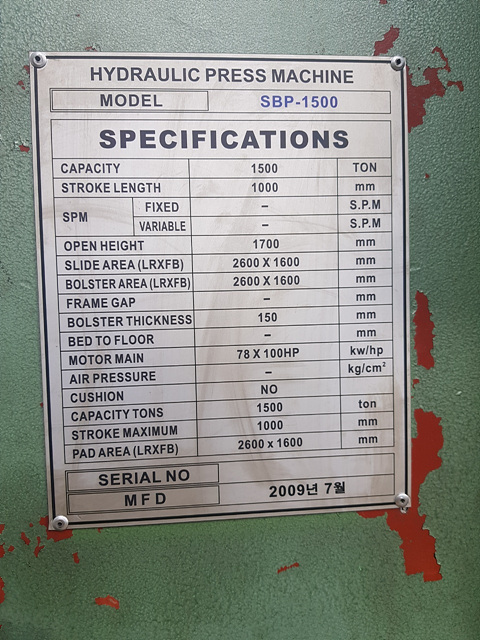 HYDRAULIC PRESS MACHINE
MODEL SBP-1500
SPECIFICATIONS
CAPACITY 1500 TON
STROKE LENGTH 1000 mm
SPM FIXED – S.P.M
VARIABLE – S.P.M
OPEN HEIGHT 1700 mm
SLIDE AREA (LRXFB) 2600 X 1600 mm
BOLSTER AREA (LRXFB) 2600 X 1600 mm
FRAME GAP – mm
BOLSTER THICKNESS 150 mm
BED TO FLOOR – mm
MOTOR MAIN 78 X 100HP kw/hp
AIR PRESSURE – kg/cm²
CUSHION NO
CAPACITY TONS 1500 ton
STROKE MAXIMUM 1000 mm
PAD AREA (LRXFB) 2600 x 1600 mm
SERIAL NO
MFD 2009년 7월